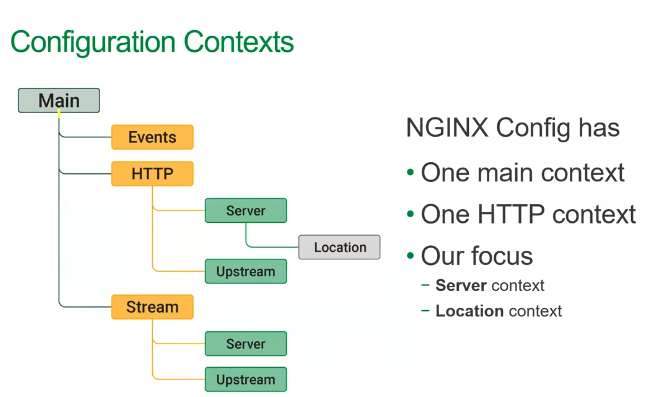 Configuration Contexts
Main
Events
HTTP
Server
Location
Upstream
Stream
Server
Upstream
NGINX Config has
• One main context
• One HTTP context
• Our focus
– Server context
– Location context